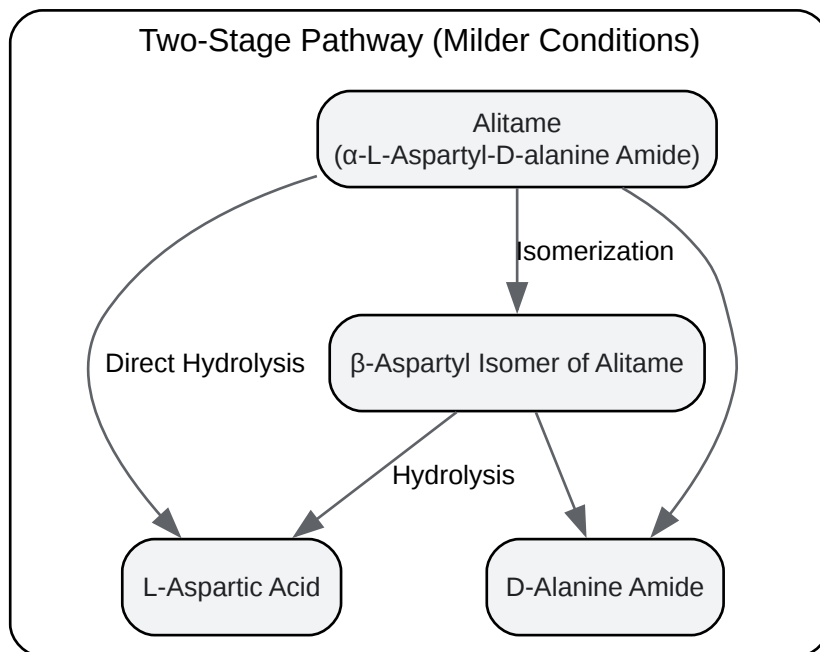 Two-Stage Pathway (Milder Conditions)
Alitame
(α-L-Aspartyl-D-alanine Amide)
Isomerization
Direct Hydrolysis
β-Aspartyl Isomer of Alitame
Hydrolysis
L-Aspartic Acid
D-Alanine Amide